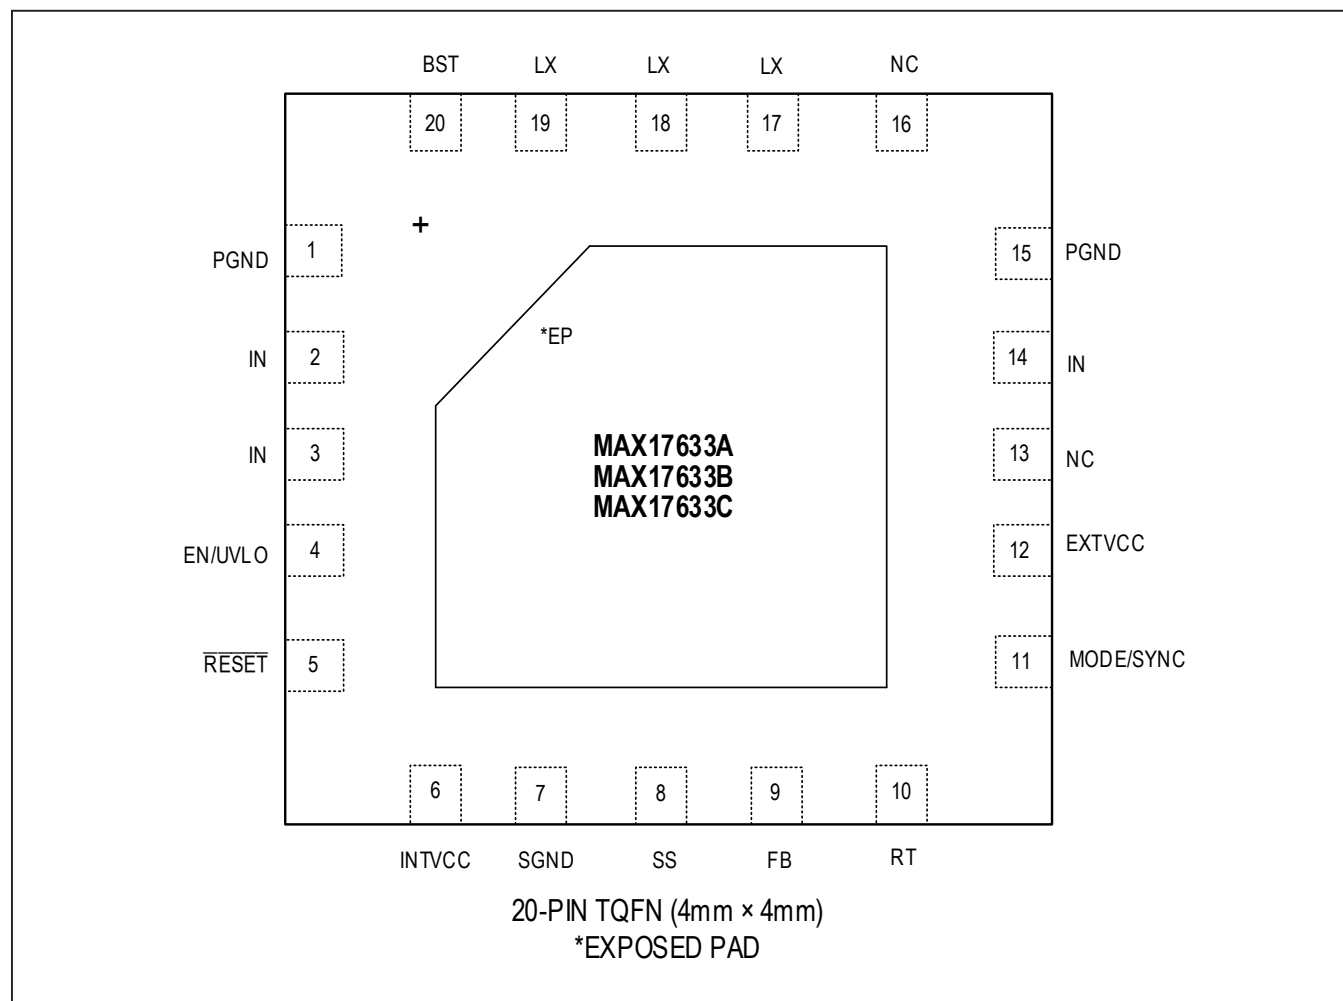 BST LX LX LX NC
20 19 18 17 16
+
PGND 1 15 PGND
*EP
IN 2 14 IN
MAX17633A
IN 3 13 NC
MAX17633B
MAX17633C
EN/UVLO 4 12 EXTVCC
R̅E̅S̅E̅T̅ 5 11 MODE/SYNC
6 7 8 9 10
INTVCC SGND SS FB RT
20-PIN TQFN (4mm × 4mm)
*EXPOSED PAD